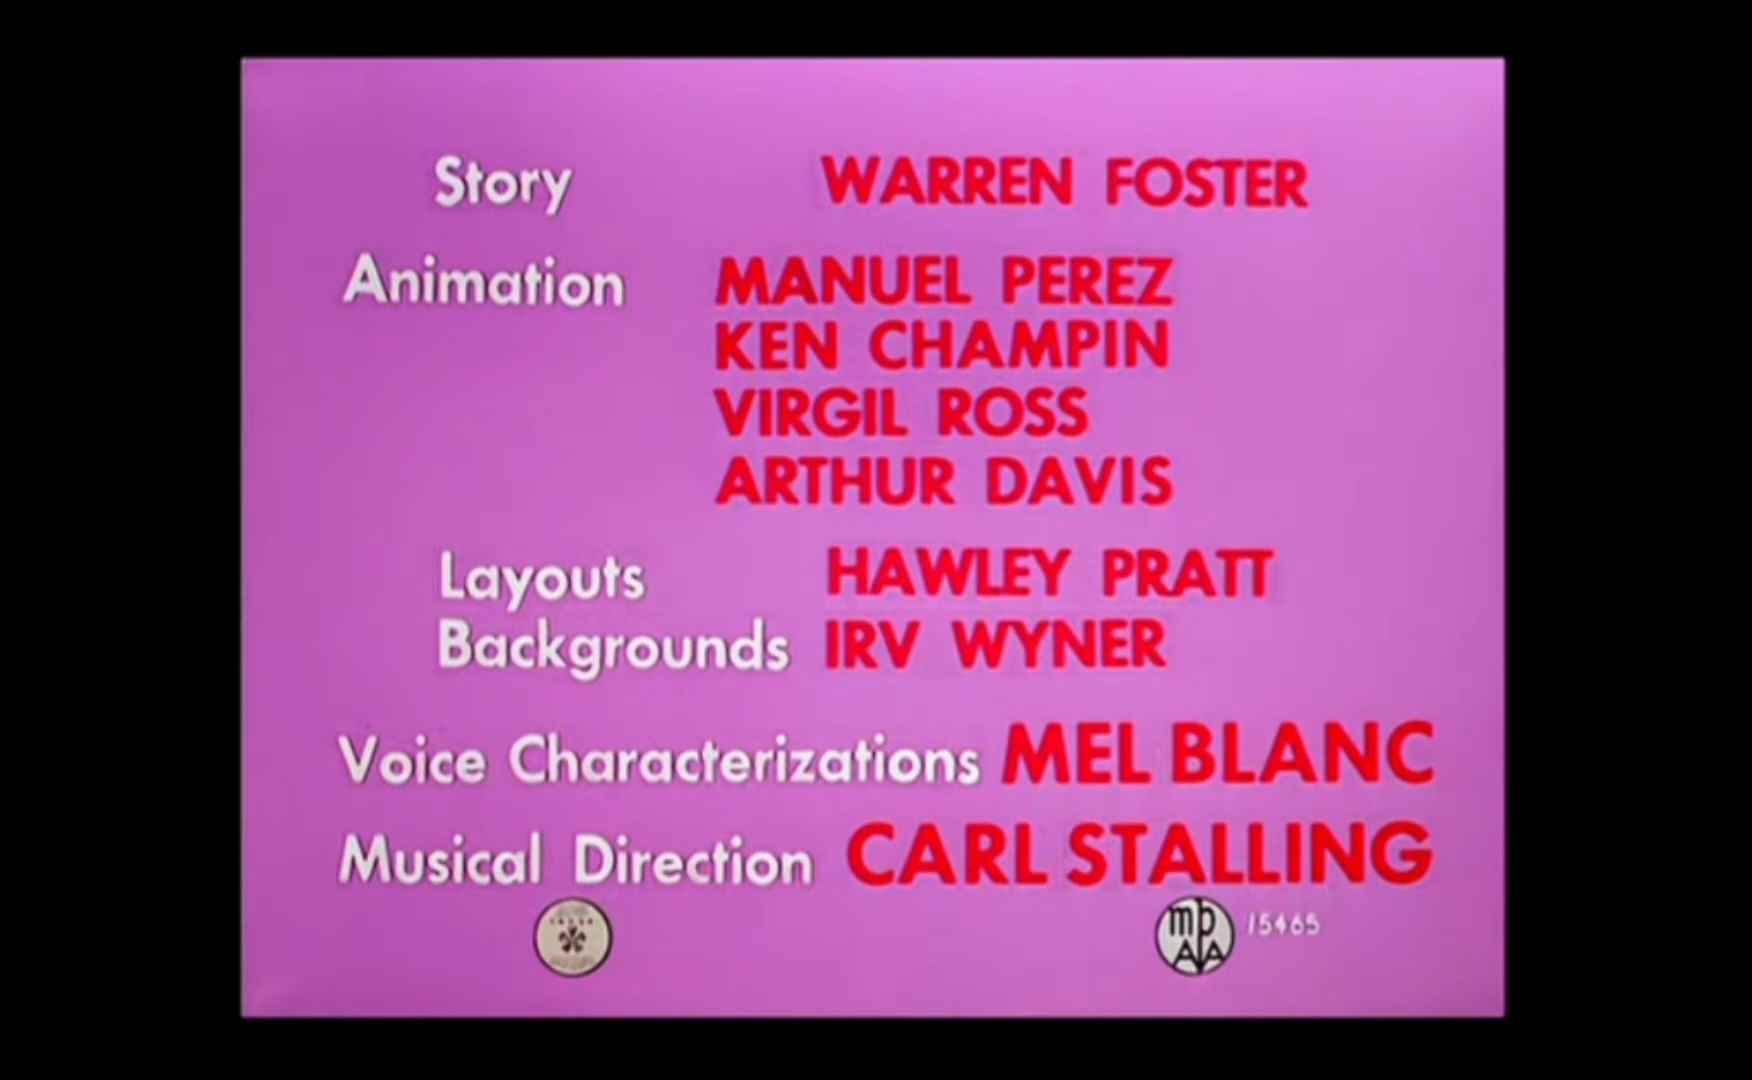 Story WARREN FOSTER
Animation MANUEL PEREZ
KEN CHAMPIN
VIRGIL ROSS
ARTHUR DAVIS
Layouts HAWLEY PRATT
Backgrounds IRV WYNER
Voice Characterizations MEL BLANC
Musical Direction CARL STALLING
mpAA 15465